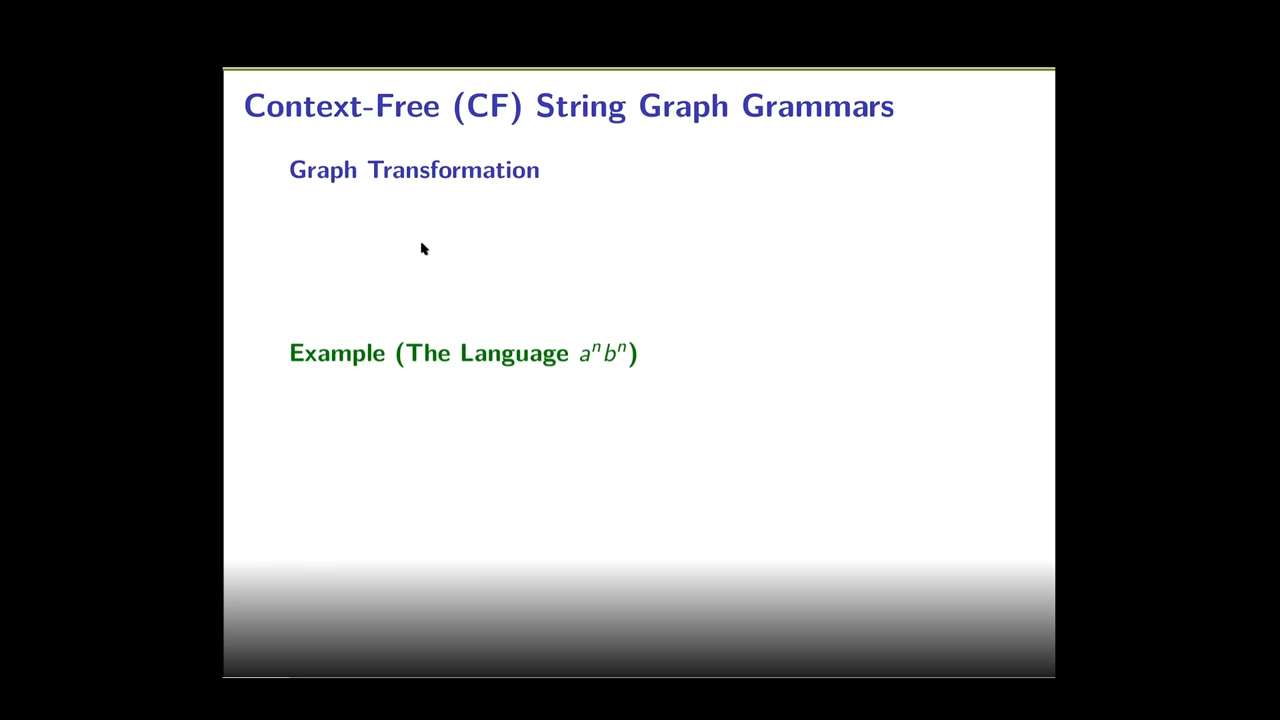 Context-Free (CF) String Graph Grammars
Graph Transformation
Example (The Language aⁿbⁿ)